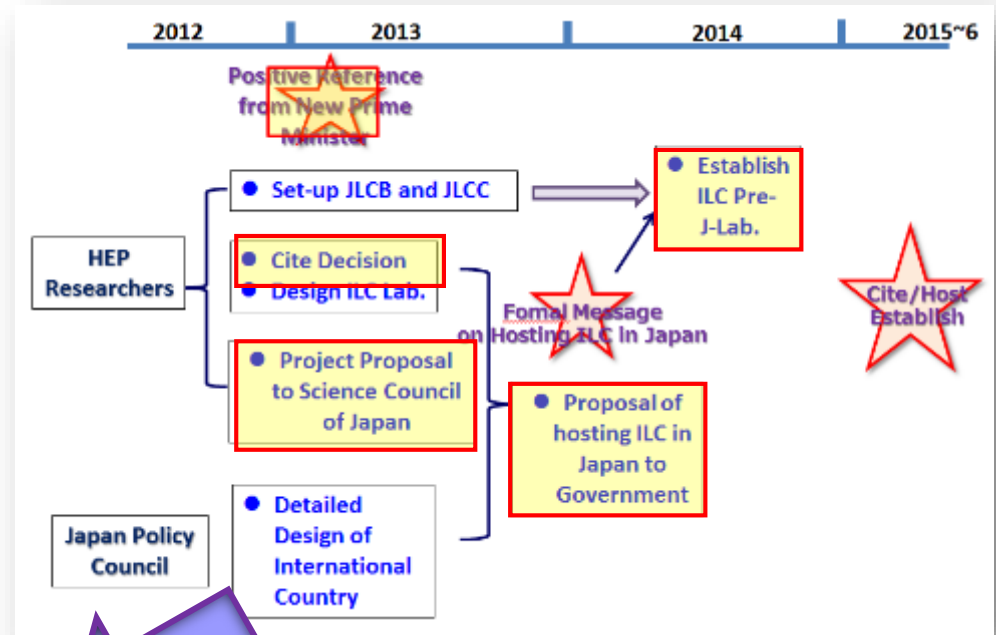 2012 2013 2014 2015~6
Positive Reference
from New Prime
Minister
● Set-up JLCB and JLCC
● Establish
ILC Pre-
J-Lab.
HEP
Researchers
● Cite Decision
● Design ILC Lab.
Fomal Message
on Hosting ILC in Japan
Cite/Host
Establish
● Project Proposal
to Science Council
of Japan
● Proposal of
hosting ILC in
Japan to
Government
Japan Policy
Council
● Detailed
Design of
International
Country